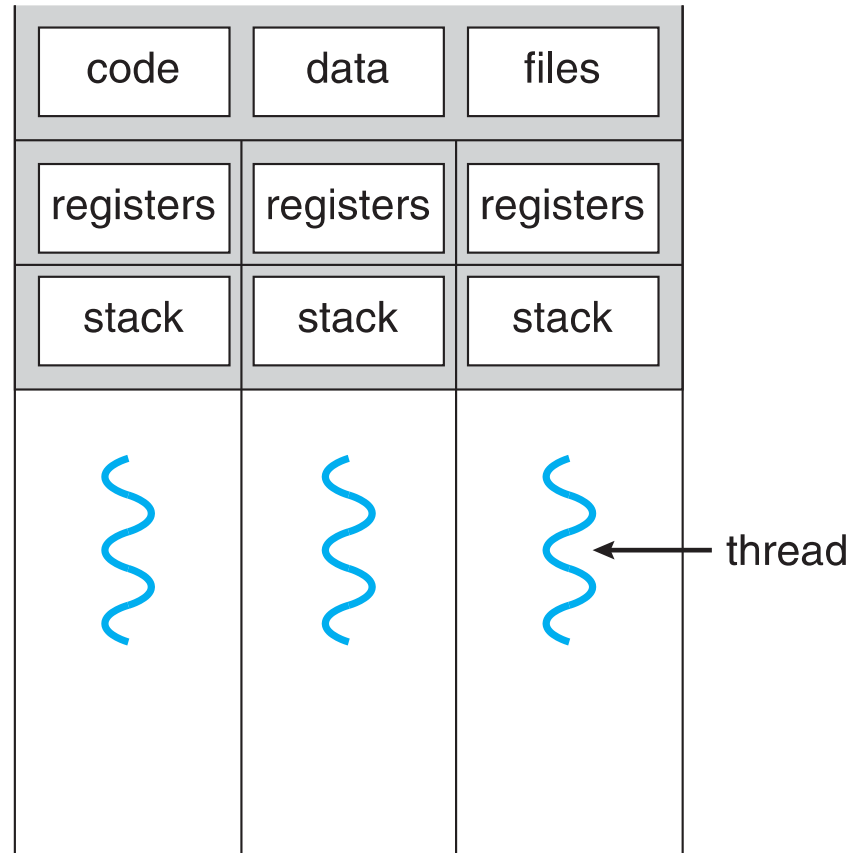 code data files
registers registers registers
stack stack stack
thread